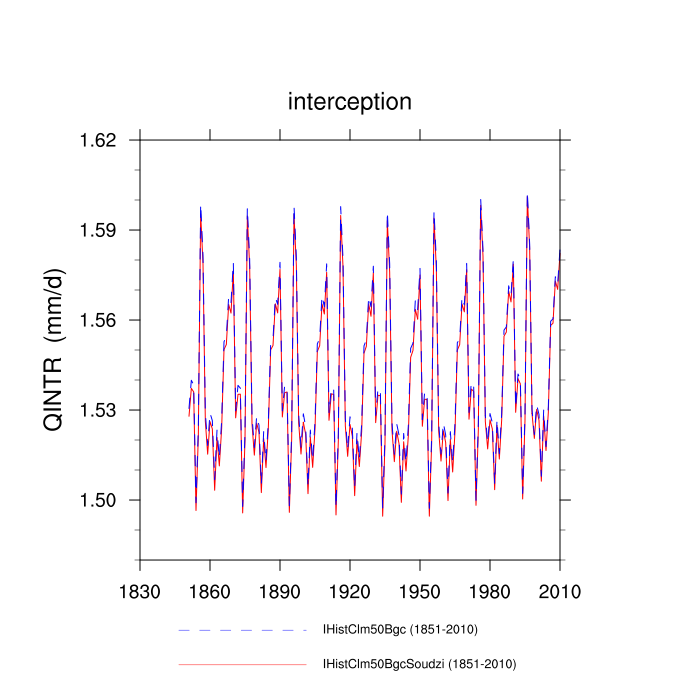 interception
1.62
1.59
1.56
1.53
1.50
QINTR (mm/d)
1830 1860 1890 1920 1950 1980 2010
IHistClm50Bgc (1851-2010)
IHistClm50BgcSoudzi (1851-2010)